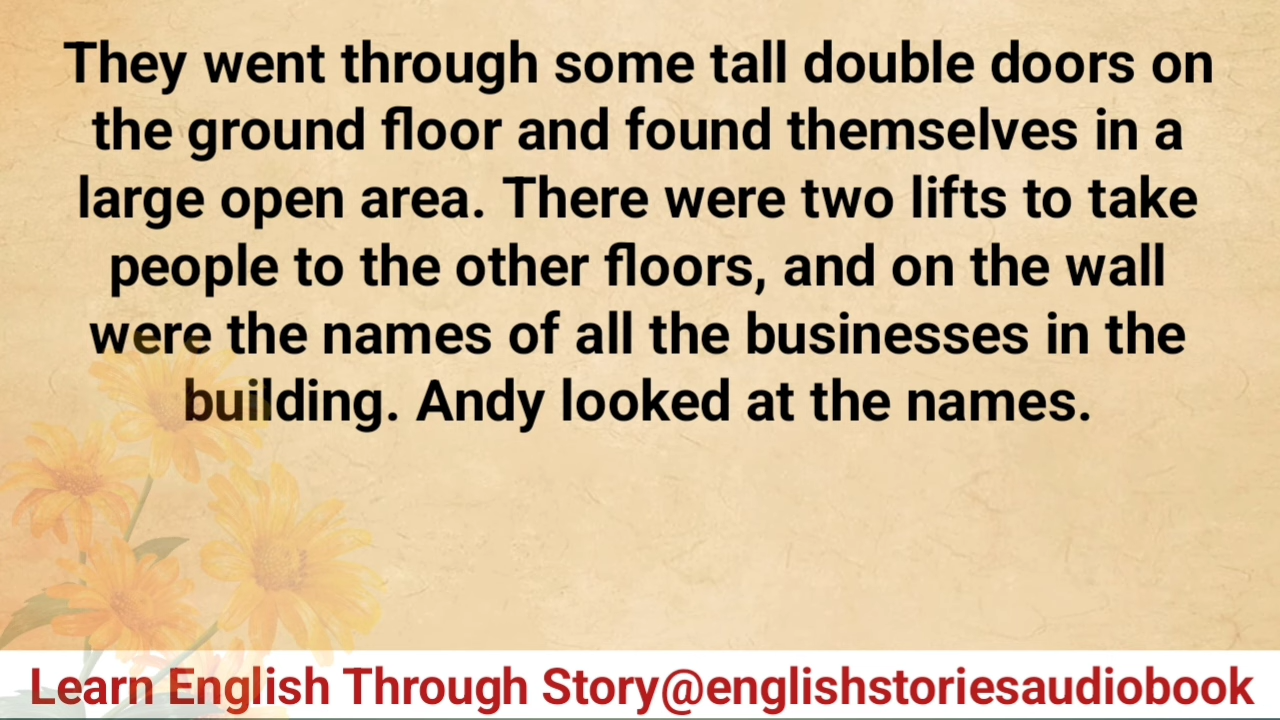 They went through some tall double doors on
the ground floor and found themselves in a
large open area. There were two lifts to take
people to the other floors, and on the wall
were the names of all the businesses in the
building. Andy looked at the names.
Learn English Through Story@englishstoriesaudiobook